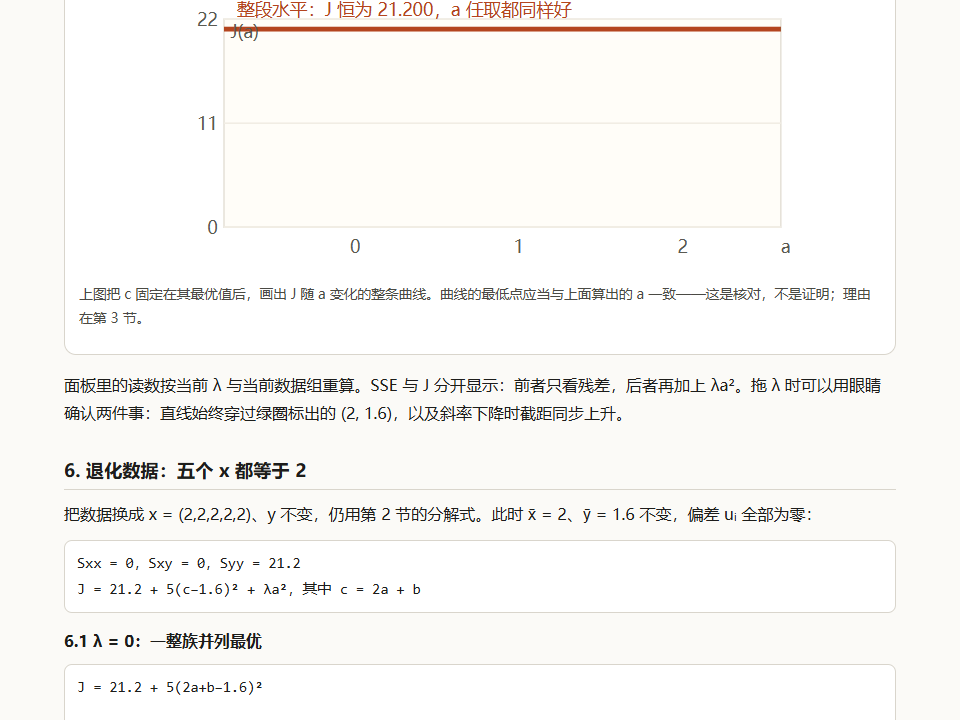 整段水平：J 恒为 21.200，a 任取都同样好
22
J(a)
11
0
0 1 2 a
上图把 c 固定在其最优值后，画出 J 随 a 变化的整条曲线。曲线的最低点应当与上面算出的 a 一致——这是核对，不是证明；理由
在第 3 节。
面板里的读数按当前 λ 与当前数据组重算。SSE 与 J 分开显示：前者只看残差，后者再加上 λa²。拖 λ 时可以用眼睛
确认两件事：直线始终穿过绿圈标出的 (2, 1.6)，以及斜率下降时截距同步上升。
6. 退化数据：五个 x 都等于 2
把数据换成 x = (2,2,2,2,2)、y 不变，仍用第 2 节的分解式。此时 x̄ = 2、ȳ = 1.6 不变，偏差 uᵢ 全部为零：
Sxx = 0, Sxy = 0, Syy = 21.2
J = 21.2 + 5(c−1.6)² + λa²，其中 c = 2a + b
6.1 λ = 0：一整族并列最优
J = 21.2 + 5(2a+b−1.6)²